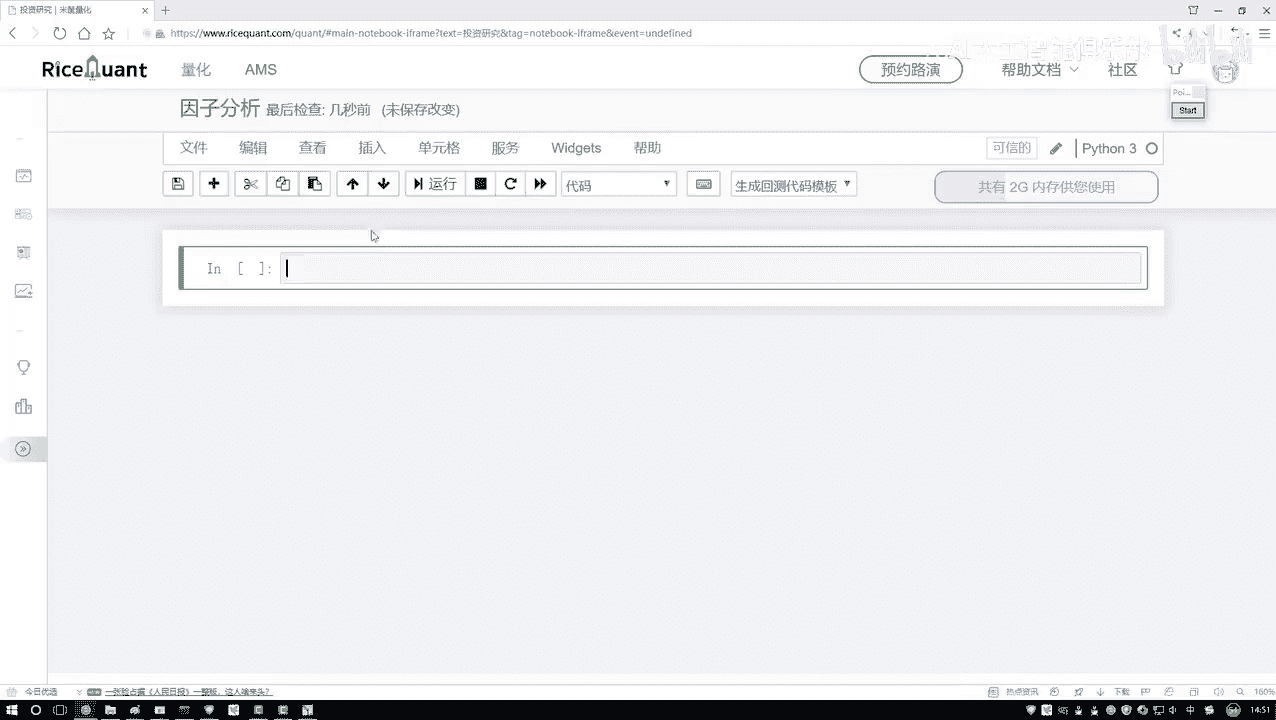 投资研究 | 米筐量化
https://www.ricequant.com/quant/#main-notebook-iframe?text=投资研究&tag=notebook-iframe&event=undefined
RiceQuant 量化 AMS 预约路演 帮助文档 社区
Poi...
Start
因子分析 最后检查: 几秒前 (未保存改变)
文件 编辑 查看 插入 单元格 服务 Widgets 帮助 可信的 Python 3
运行 代码 生成回测代码模板 共有 2G 内存供您使用
In [ ]:
今日优选 一张脸占据《人民日报》一整版，这人啥来头？ 热点资讯 下载 160%
中 14:51